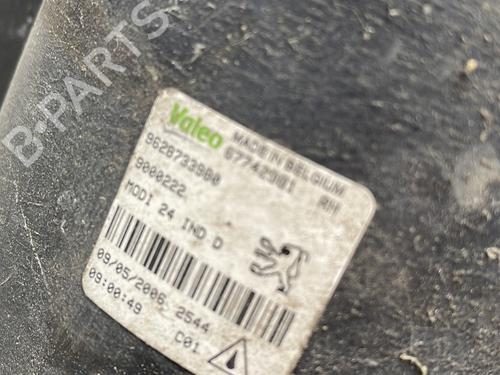 B-PARTS
Valeo
MADE IN BELGIUM
67742981 RH
9628733980
9000222
MODI 24 IND D
09/05/2006 2544
09:00:49 C01